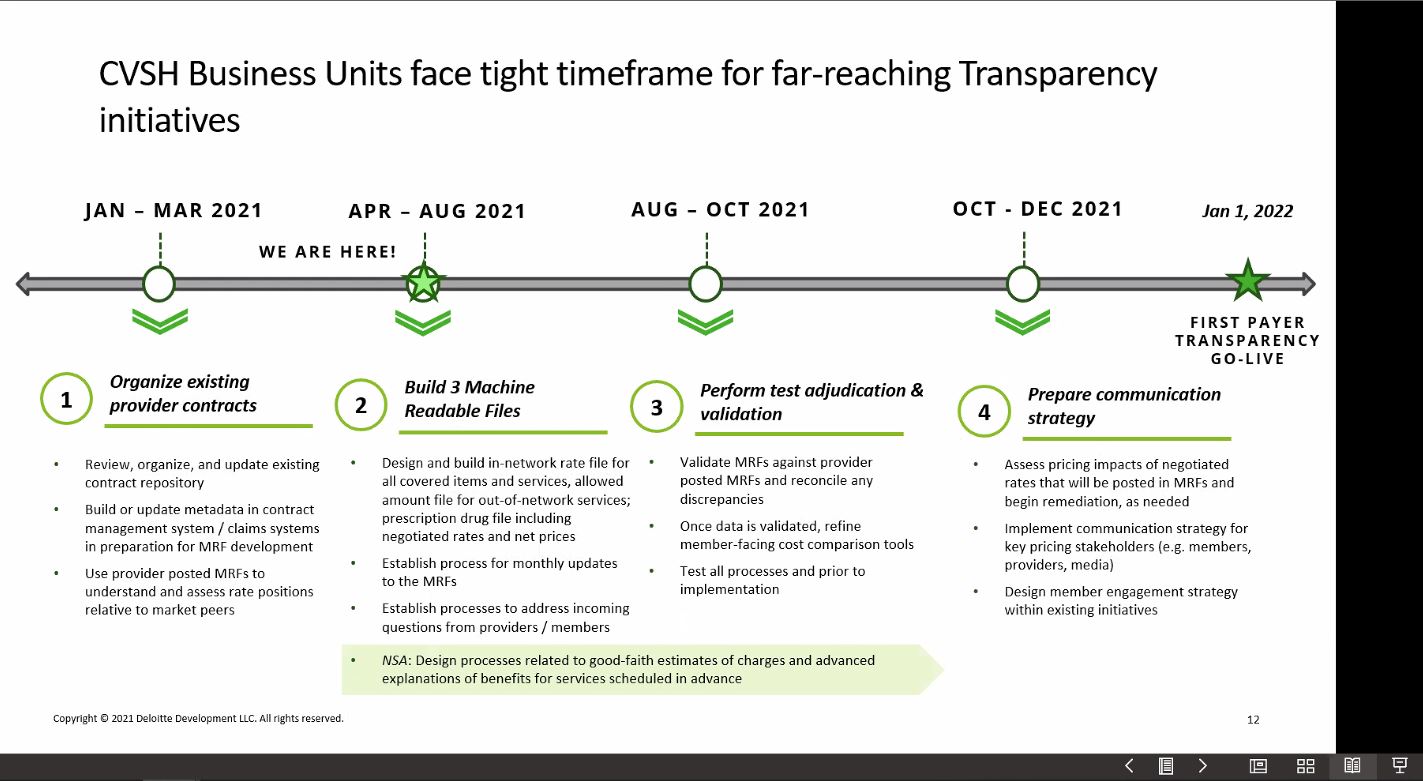 CVSH Business Units face tight timeframe for far-reaching Transparency
initiatives
JAN – MAR 2021
APR – AUG 2021
AUG – OCT 2021
OCT - DEC 2021
Jan 1, 2022
WE ARE HERE!
FIRST PAYER
TRANSPARENCY
GO-LIVE
1
Organize existing
provider contracts
• Review, organize, and update existing
contract repository
• Build or update metadata in contract
management system / claims systems
in preparation for MRF development
• Use provider posted MRFs to
understand and assess rate positions
relative to market peers
2
Build 3 Machine
Readable Files
• Design and build in-network rate file for
all covered items and services, allowed
amount file for out-of-network services;
prescription drug file including
negotiated rates and net prices
• Establish process for monthly updates
to the MRFs
• Establish processes to address incoming
questions from providers / members
• NSA: Design processes related to good-faith estimates of charges and advanced
explanations of benefits for services scheduled in advance
3
Perform test adjudication &
validation
• Validate MRFs against provider
posted MRFs and reconcile any
discrepancies
• Once data is validated, refine
member-facing cost comparison tools
• Test all processes and prior to
implementation
4
Prepare communication
strategy
• Assess pricing impacts of negotiated
rates that will be posted in MRFs and
begin remediation, as needed
• Implement communication strategy for
key pricing stakeholders (e.g. members,
providers, media)
• Design member engagement strategy
within existing initiatives
Copyright © 2021 Deloitte Development LLC. All rights reserved.
12